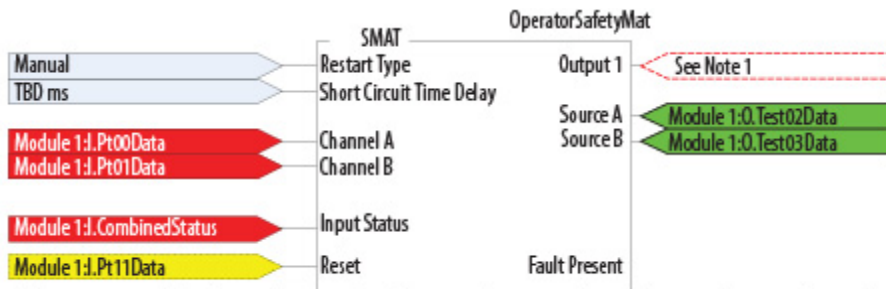 OperatorSafetyMat
SMAT
Manual
Restart Type
Output 1
See Note 1
TBD ms
Short Circuit Time Delay
Source A
Module 1:O.Test02Data
Module 1:I.Pt00Data
Channel A
Source B
Module 1:O.Test03Data
Module 1:I.Pt01Data
Channel B
Module 1:I.CombinedStatus
Input Status
Module 1:I.Pt11Data
Reset
Fault Present